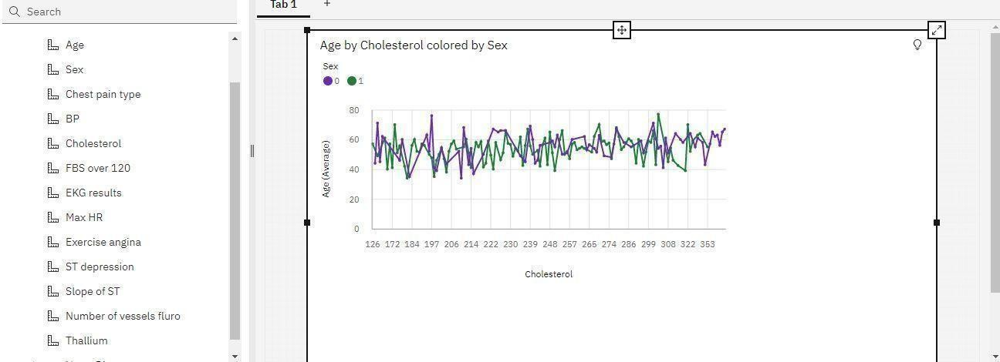 Search
Tab 1 +
Age
Sex
Chest pain type
BP
Cholesterol
FBS over 120
EKG results
Max HR
Exercise angina
ST depression
Slope of ST
Number of vessels fluro
Thallium
Age by Cholesterol colored by Sex
Sex
0 1
Age (Average)
80
60
40
20
0
126 172 184 197 206 214 222 230 239 248 257 265 274 286 299 308 322 353
Cholesterol